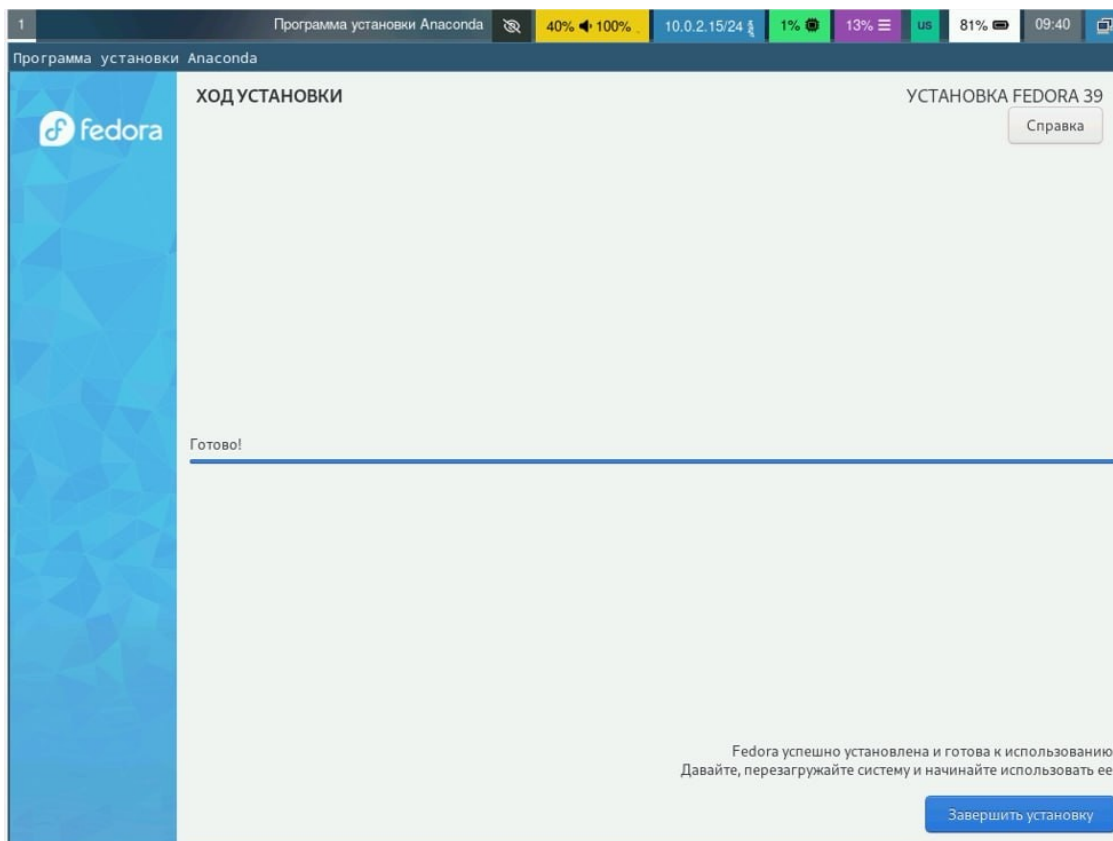 1 Программа установки Anaconda 40% 100% 10.0.2.15/24 1% 13% us 81% 09:40
Программа установки Anaconda
fedora
ХОД УСТАНОВКИ
УСТАНОВКА FEDORA 39
Справка
Готово!
Fedora успешно установлена и готова к использованию
Давайте, перезагружайте систему и начинайте использовать ее
Завершить установку